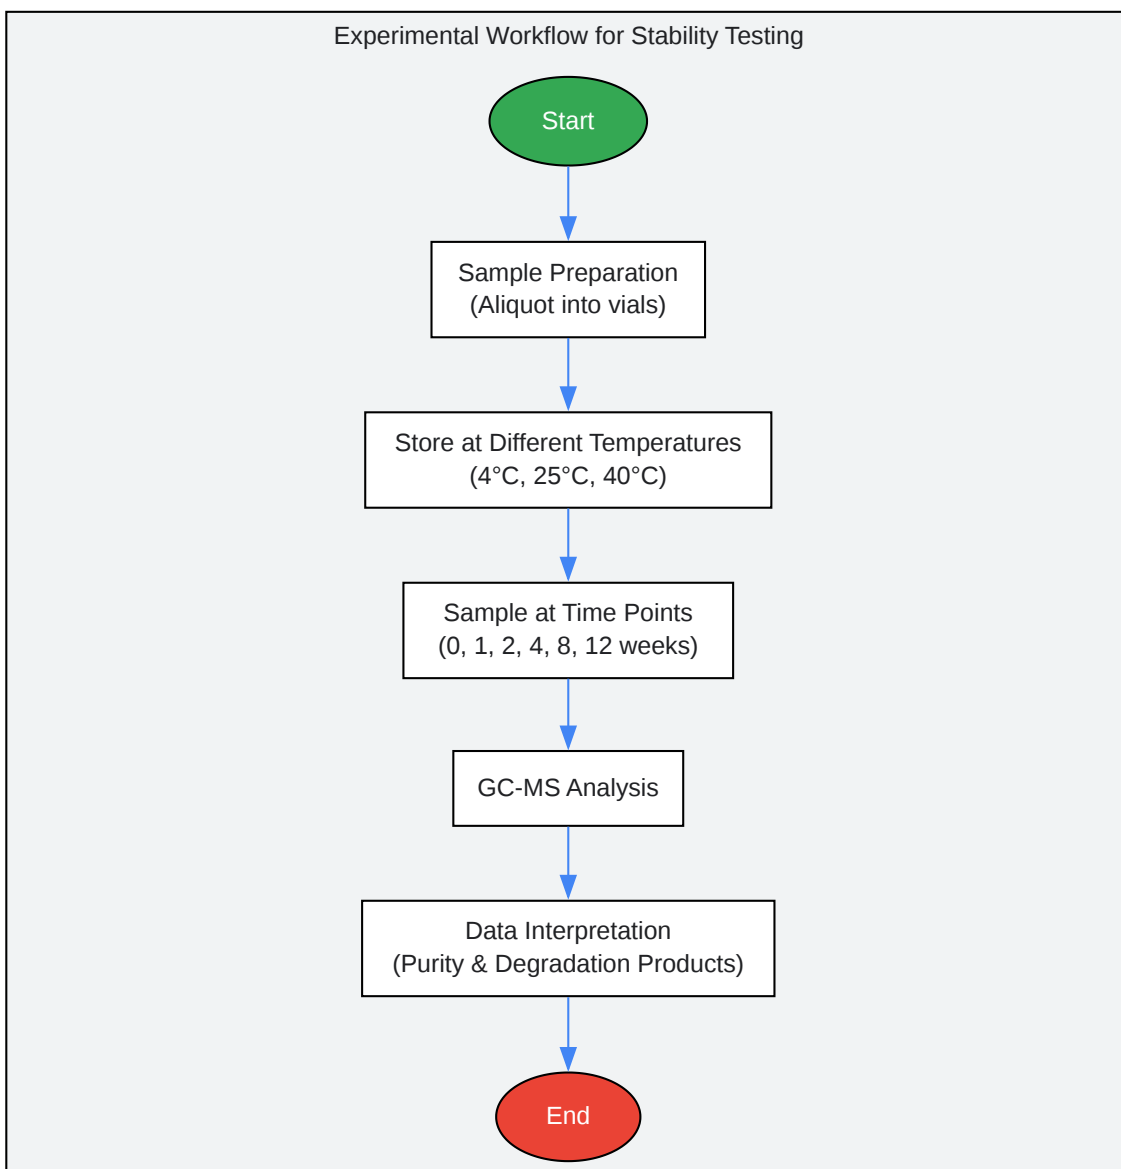 Experimental Workflow for Stability Testing
Start
Sample Preparation
(Aliquot into vials)
Store at Different Temperatures
(4°C, 25°C, 40°C)
Sample at Time Points
(0, 1, 2, 4, 8, 12 weeks)
GC-MS Analysis
Data Interpretation
(Purity & Degradation Products)
End